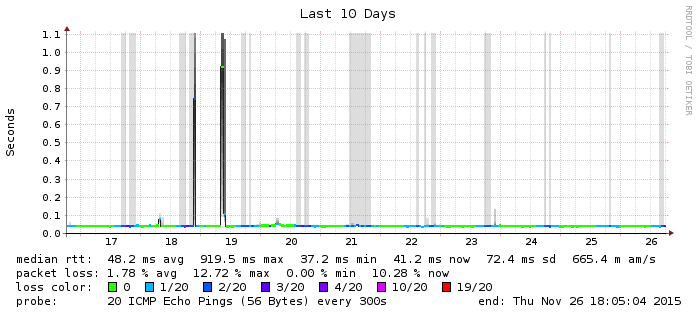 Last 10 Days
RRDTOOL / TOBI OETIKER
Seconds
1.1
1.0
0.9
0.8
0.7
0.6
0.5
0.4
0.3
0.2
0.1
0.0
17 18 19 20 21 22 23 24 25 26
median rtt: 48.2 ms avg 919.5 ms max 37.2 ms min 41.2 ms now 72.4 ms sd 665.4 m am/s
packet loss: 1.78 % avg 12.72 % max 0.00 % min 10.28 % now
loss color: 0 1/20 2/20 3/20 4/20 10/20 19/20
probe: 20 ICMP Echo Pings (56 Bytes) every 300s end: Thu Nov 26 18:05:04 2015